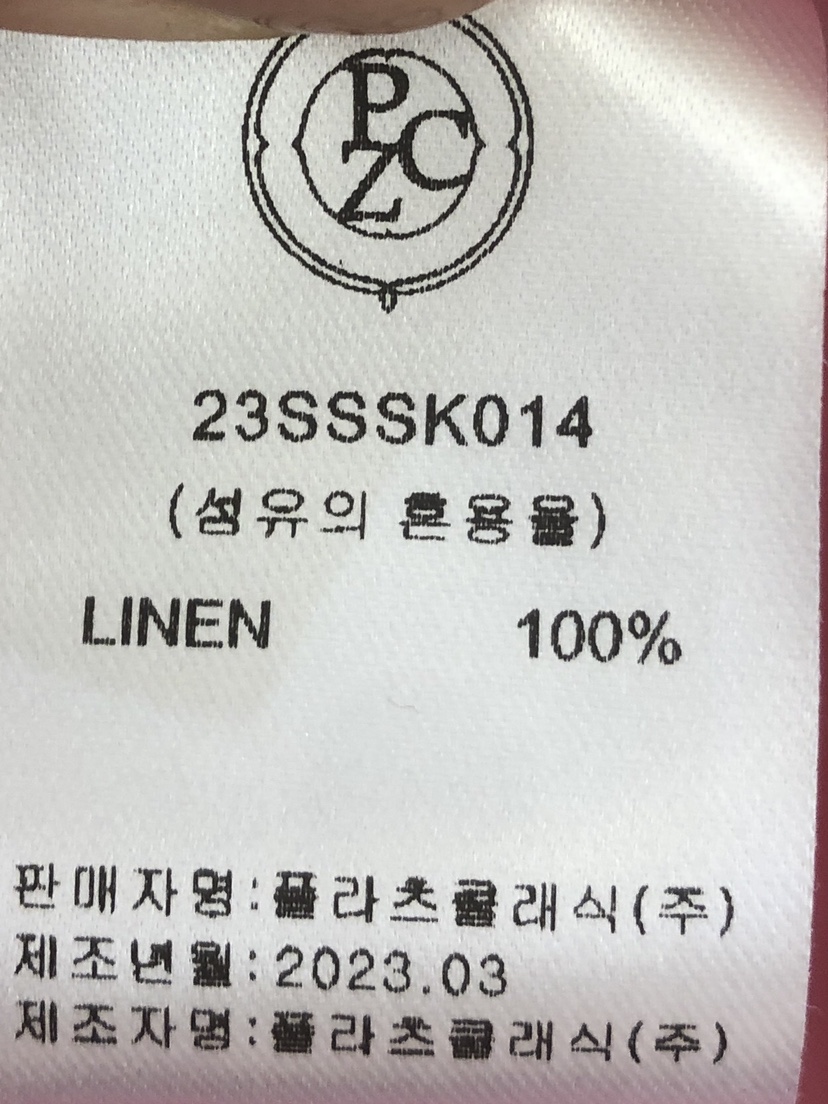 PZC
23SSSK014
(섬유의 혼용율)
LINEN 100%
판매자명:플라츠클래식(주)
제조년월:2023.03
제조자명:플라츠클래식(주)